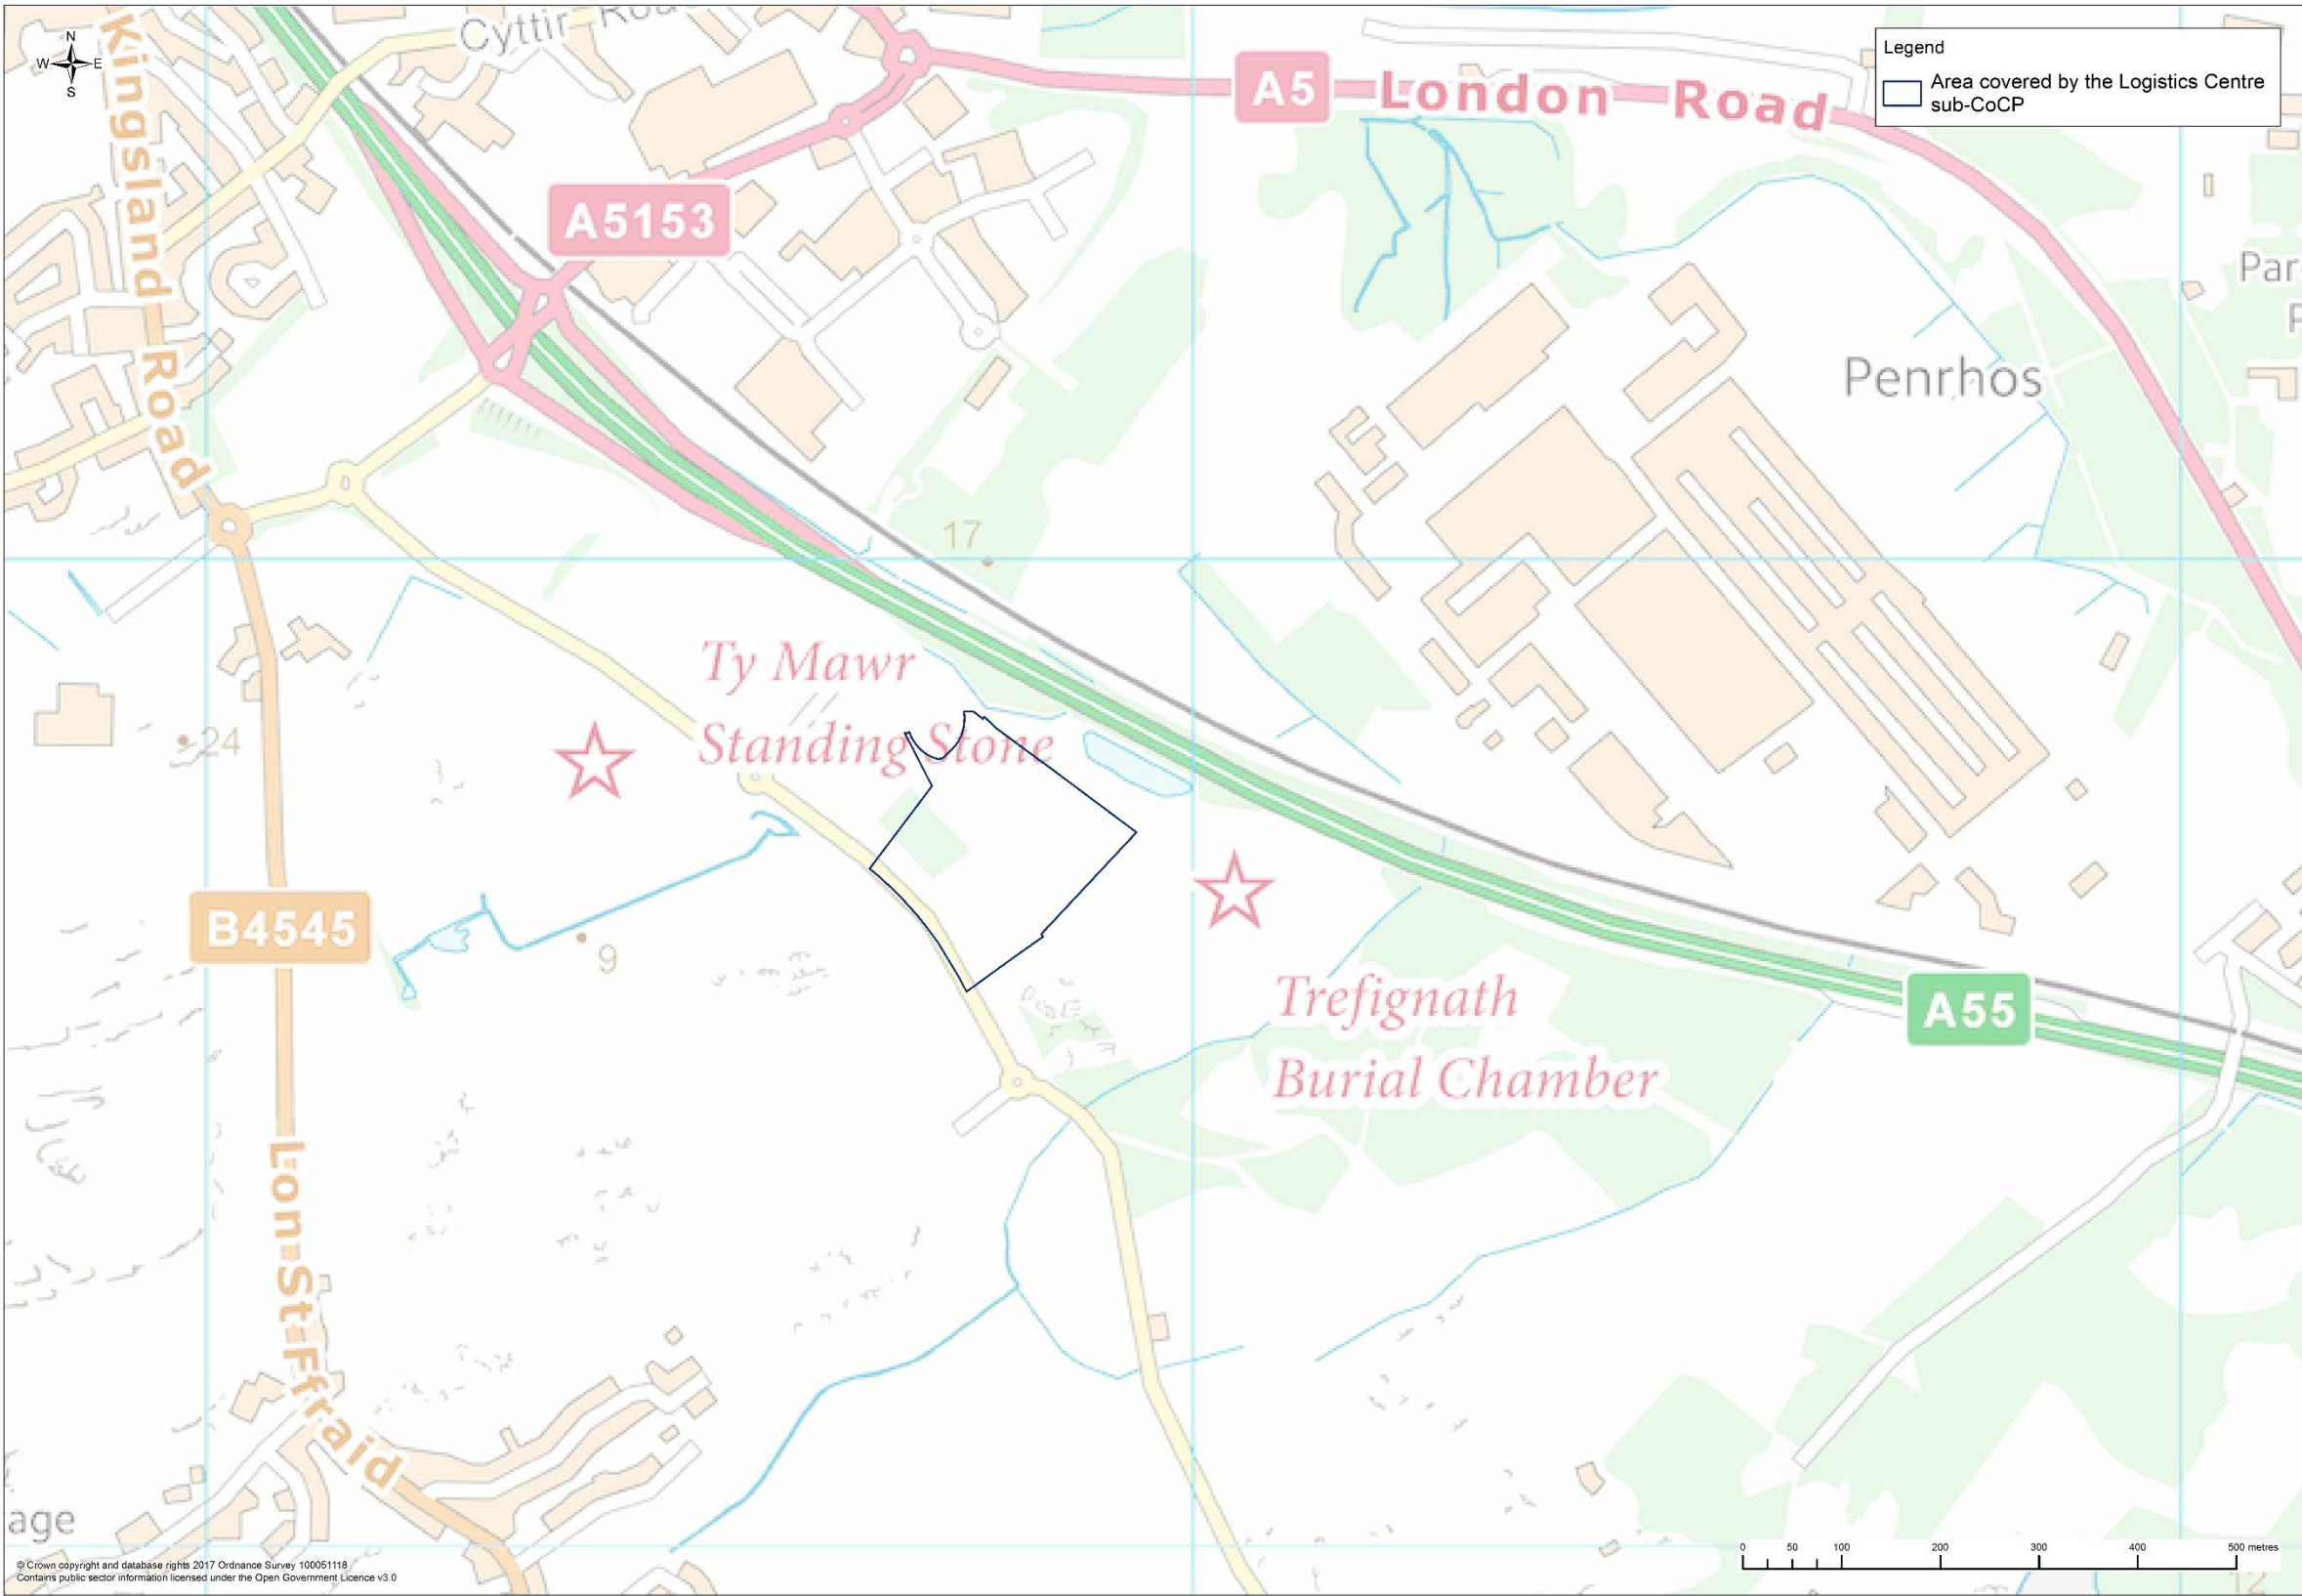 Cyttir Road
N
W E
S
Kingsland
Road
A5
London Road
Legend
Area covered by the Logistics Centre
sub-CoCP
A5153
Par
P
Penrhos
17
Ty Mawr
Standing Stone
24
B4545
9
Trefignath
Burial Chamber
A55
Lon St Ffraid
age
0 50 100 200 300 400 500 metres
12
© Crown copyright and database rights 2017 Ordnance Survey 100051118
Contains public sector information licensed under the Open Government Licence v3.0